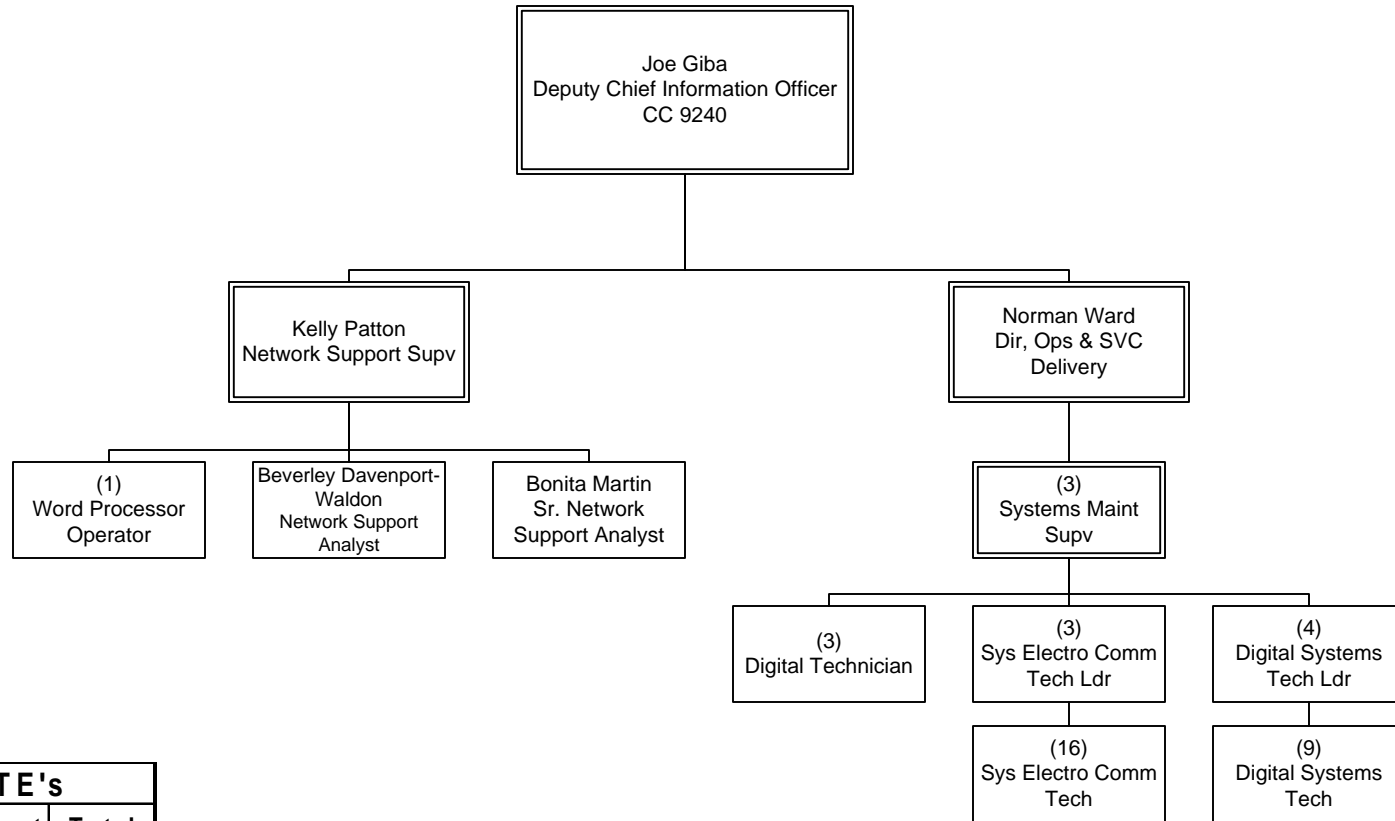 Joe Giba
Deputy Chief Information Officer
CC 9240
Kelly Patton
Network Support Supv
Norman Ward
Dir, Ops & SVC
Delivery
(1)
Word Processor
Operator
Beverley Davenport-
Waldon
Network Support
Analyst
Bonita Martin
Sr. Network
Support Analyst
(3)
Systems Maint
Supv
(3)
Digital Technician
(3)
Sys Electro Comm
Tech Ldr
(4)
Digital Systems
Tech Ldr
(16)
Sys Electro Comm
Tech
(9)
Digital Systems
Tech
TE's